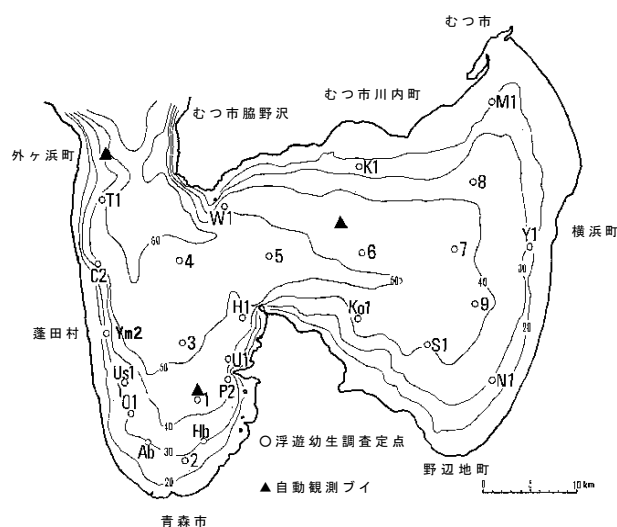 むつ市
むつ市川内町
むつ市脇野沢
外ヶ浜町
横浜町
蓬田村
野辺地町
青森市
M1
K1
8
T1
W1
Y1
4
5
6
7
C2
60
50
40
30
20
9
H1
Ko1
Ym2
3
S1
U1
Us1
50
P2
N1
1
O1
40
Hb
Ab
30
2
20
○浮遊幼生調査定点
▲自動観測ブイ
0
5
10km